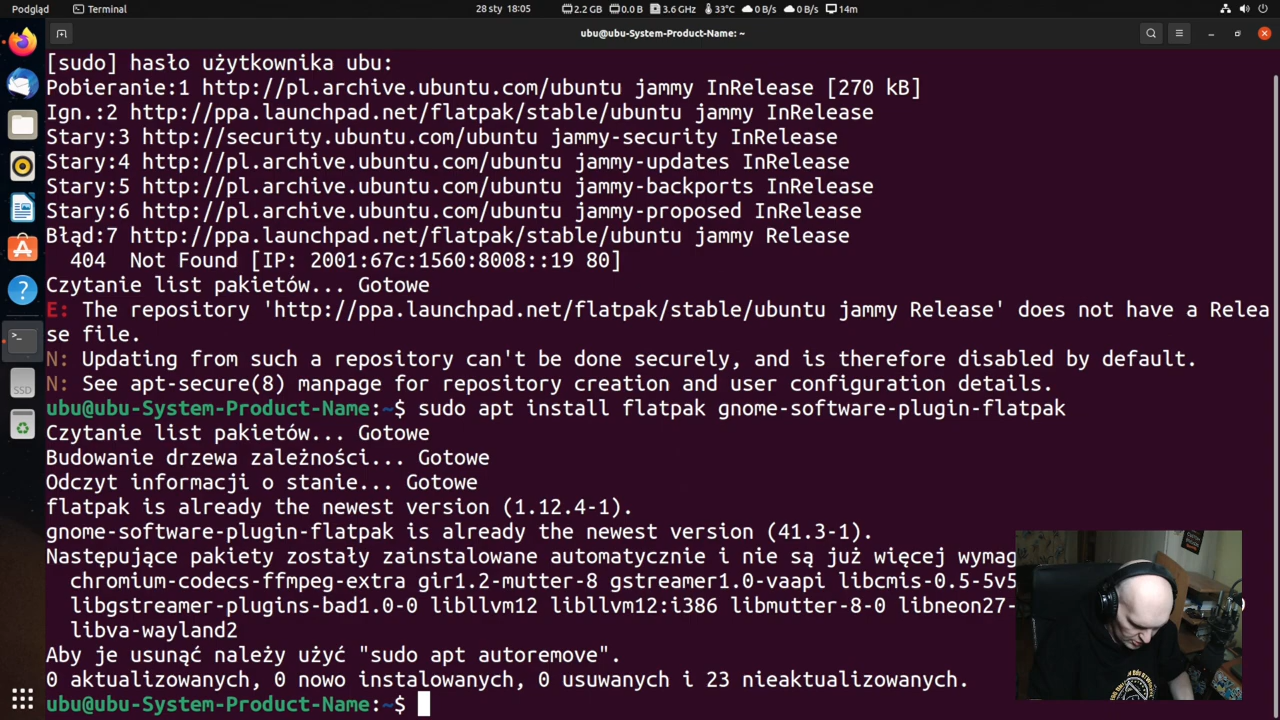 Podgląd
Terminal
28 sty 18:05
2.2 GB
0.0 B
3.6 GHz
33°C
0 B/s
0 B/s
14m
ubu@ubu-System-Product-Name: ~
[sudo] hasło użytkownika ubu:
Pobieranie:1 http://pl.archive.ubuntu.com/ubuntu jammy InRelease [270 kB]
Ign.:2 http://ppa.launchpad.net/flatpak/stable/ubuntu jammy InRelease
Stary:3 http://security.ubuntu.com/ubuntu jammy-security InRelease
Stary:4 http://pl.archive.ubuntu.com/ubuntu jammy-updates InRelease
Stary:5 http://pl.archive.ubuntu.com/ubuntu jammy-backports InRelease
Stary:6 http://pl.archive.ubuntu.com/ubuntu jammy-proposed InRelease
Błąd:7 http://ppa.launchpad.net/flatpak/stable/ubuntu jammy Release
404 Not Found [IP: 2001:67c:1560:8008::19 80]
Czytanie list pakietów... Gotowe
E: The repository 'http://ppa.launchpad.net/flatpak/stable/ubuntu jammy Release' does not have a Relea
se file.
N: Updating from such a repository can't be done securely, and is therefore disabled by default.
N: See apt-secure(8) manpage for repository creation and user configuration details.
ubu@ubu-System-Product-Name:~$ sudo apt install flatpak gnome-software-plugin-flatpak
Czytanie list pakietów... Gotowe
Budowanie drzewa zależności... Gotowe
Odczyt informacji o stanie... Gotowe
flatpak is already the newest version (1.12.4-1).
gnome-software-plugin-flatpak is already the newest version (41.3-1).
Następujące pakiety zostały zainstalowane automatycznie i nie są już więcej wymag
chromium-codecs-ffmpeg-extra gir1.2-mutter-8 gstreamer1.0-vaapi libcmis-0.5-5v5
libgstreamer-plugins-bad1.0-0 libllvm12 libllvm12:i386 libmutter-8-0 libneon27-
libva-wayland2
Aby je usunąć należy użyć "sudo apt autoremove".
0 aktualizowanych, 0 nowo instalowanych, 0 usuwanych i 23 nieaktualizowanych.
ubu@ubu-System-Product-Name:~$